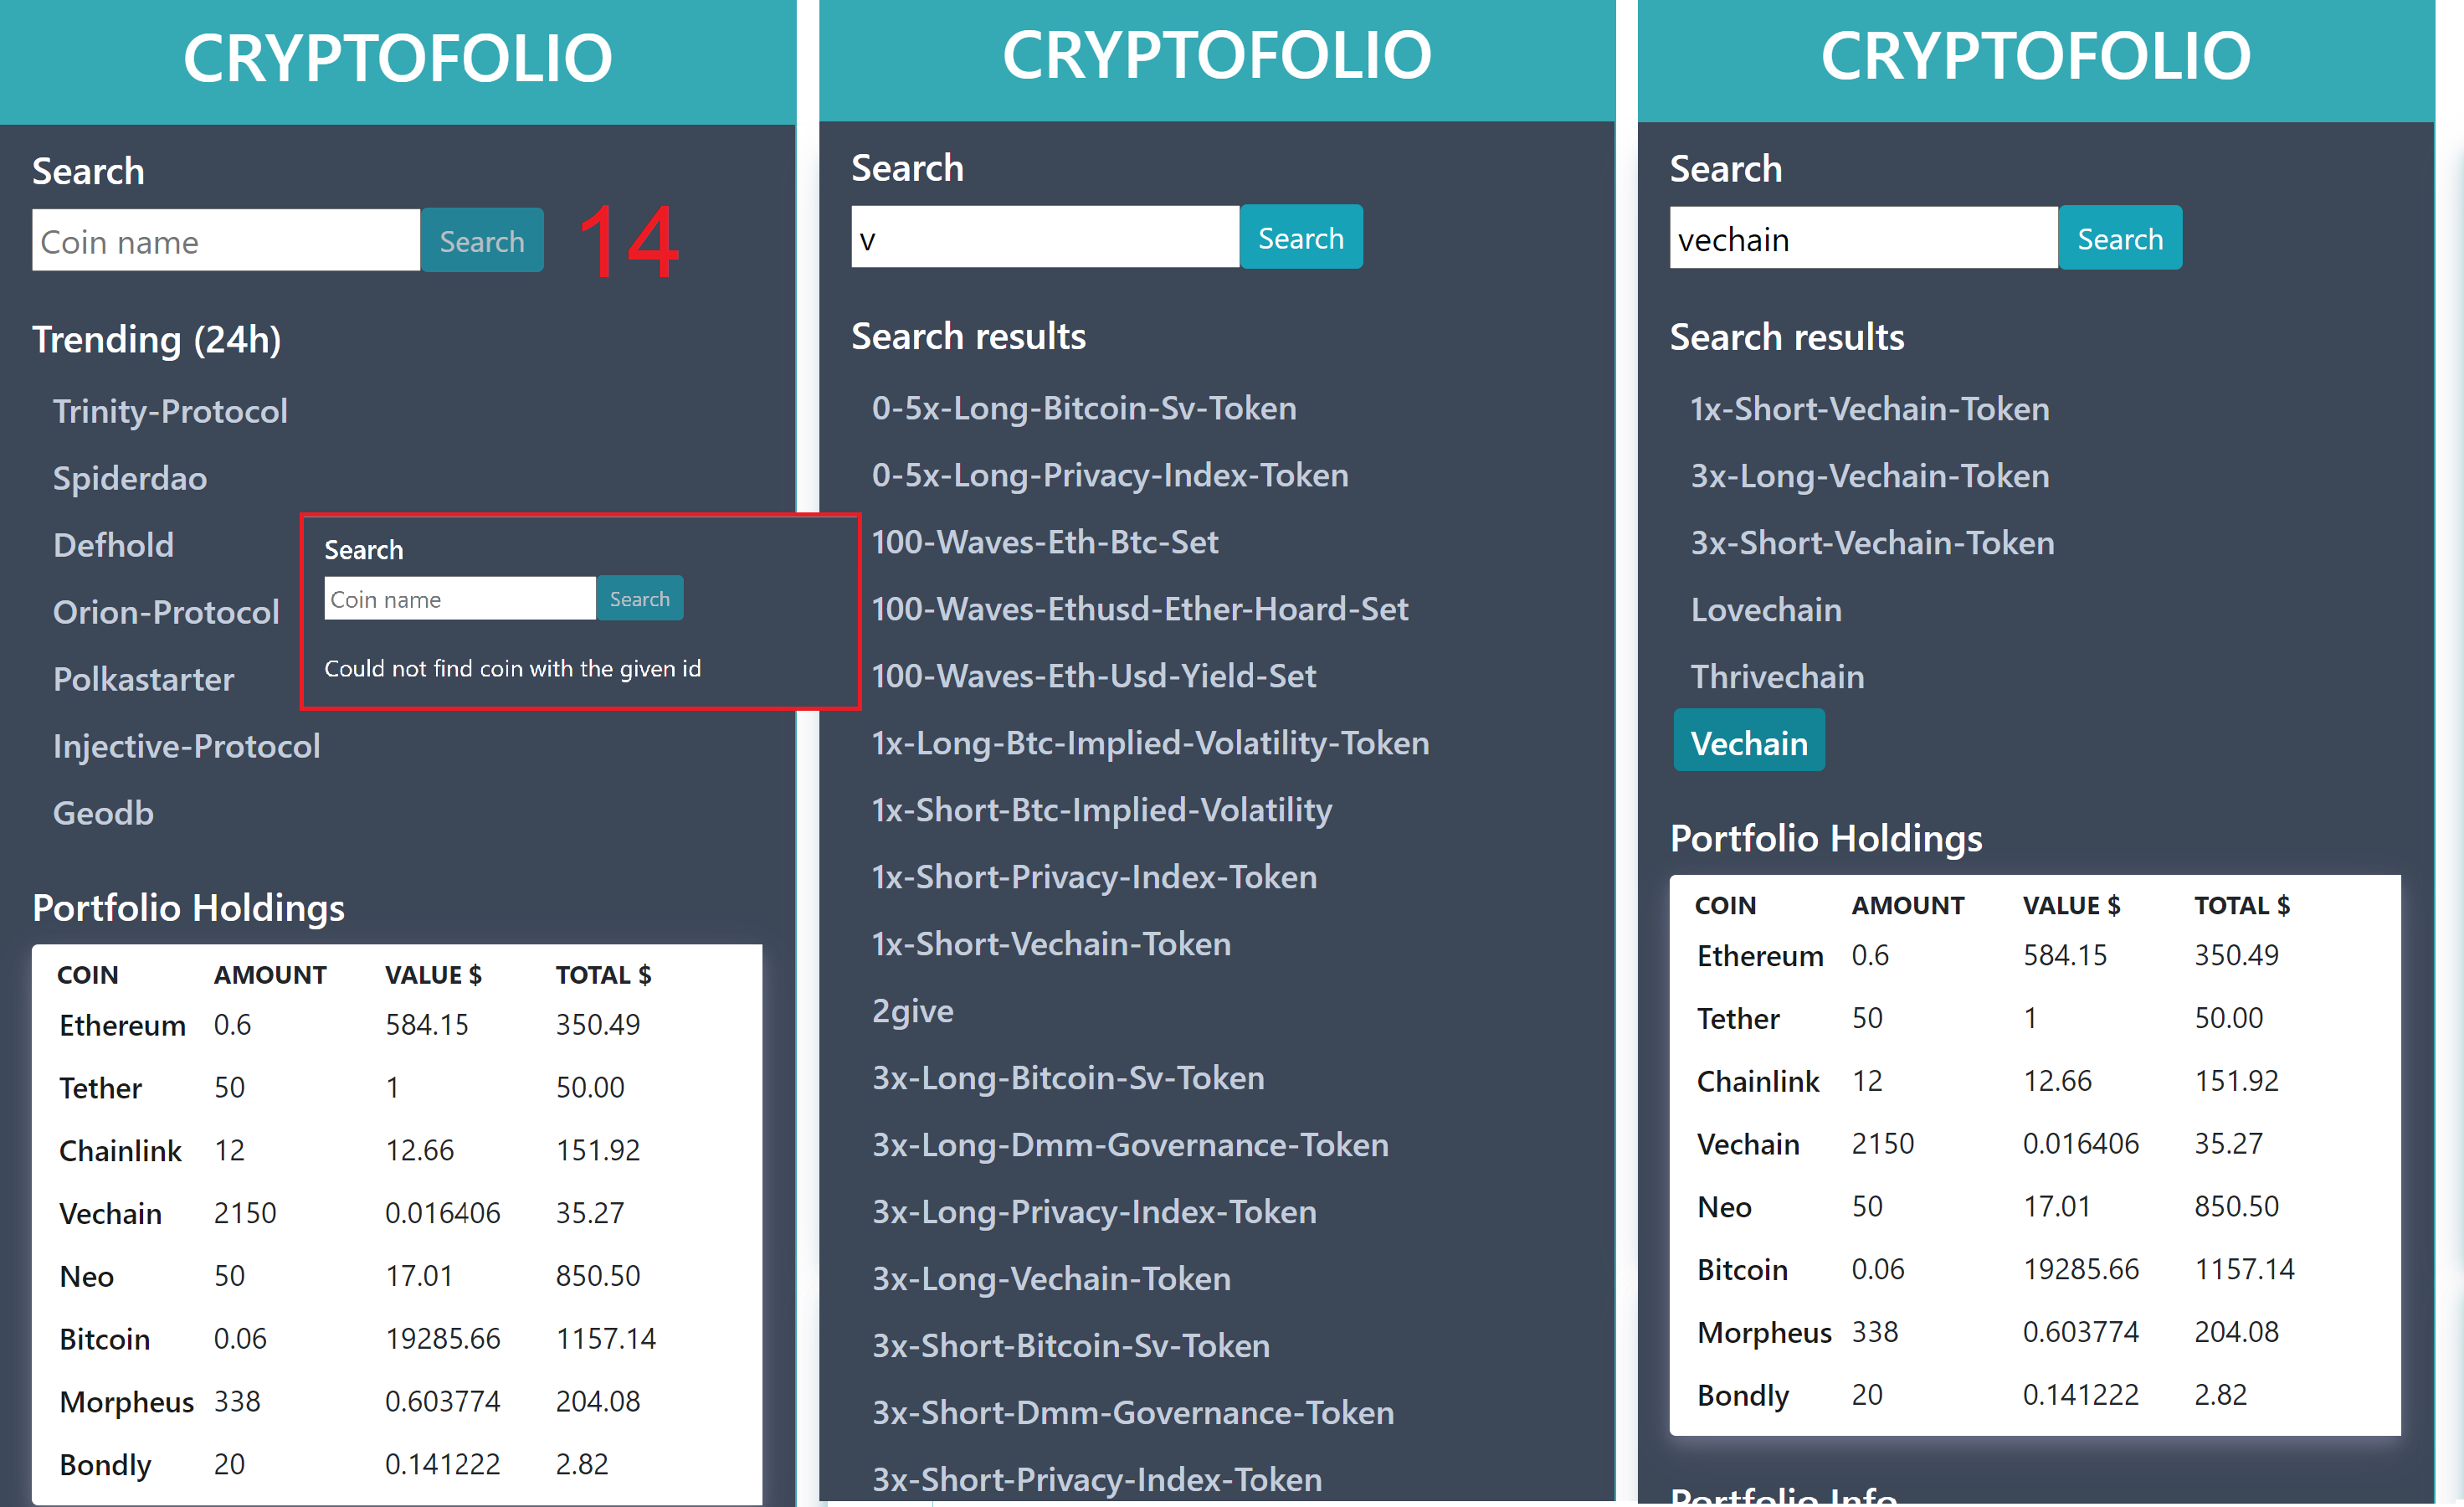 CRYPTOFOLIO
Search
Coin name Search 14
Trending (24h)
Trinity-Protocol
Spiderdao
Defhold
Orion-Protocol
Polkastarter
Injective-Protocol
Geodb
Portfolio Holdings
COIN AMOUNT VALUE $ TOTAL $
Ethereum 0.6 584.15 350.49
Tether 50 1 50.00
Chainlink 12 12.66 151.92
Vechain 2150 0.016406 35.27
Neo 50 17.01 850.50
Bitcoin 0.06 19285.66 1157.14
Morpheus 338 0.603774 204.08
Bondly 20 0.141222 2.82
Search
Coin name Search
Could not find coin with the given id
CRYPTOFOLIO
Search
v Search
Search results
0-5x-Long-Bitcoin-Sv-Token
0-5x-Long-Privacy-Index-Token
100-Waves-Eth-Btc-Set
100-Waves-Ethusd-Ether-Hoard-Set
100-Waves-Eth-Usd-Yield-Set
1x-Long-Btc-Implied-Volatility-Token
1x-Short-Btc-Implied-Volatility
1x-Short-Privacy-Index-Token
1x-Short-Vechain-Token
2give
3x-Long-Bitcoin-Sv-Token
3x-Long-Dmm-Governance-Token
3x-Long-Privacy-Index-Token
3x-Long-Vechain-Token
3x-Short-Bitcoin-Sv-Token
3x-Short-Dmm-Governance-Token
3x-Short-Privacy-Index-Token
CRYPTOFOLIO
Search
vechain Search
Search results
1x-Short-Vechain-Token
3x-Long-Vechain-Token
3x-Short-Vechain-Token
Lovechain
Thrivechain
Vechain
Portfolio Holdings
COIN AMOUNT VALUE $ TOTAL $
Ethereum 0.6 584.15 350.49
Tether 50 1 50.00
Chainlink 12 12.66 151.92
Vechain 2150 0.016406 35.27
Neo 50 17.01 850.50
Bitcoin 0.06 19285.66 1157.14
Morpheus 338 0.603774 204.08
Bondly 20 0.141222 2.82
Portfolio Info